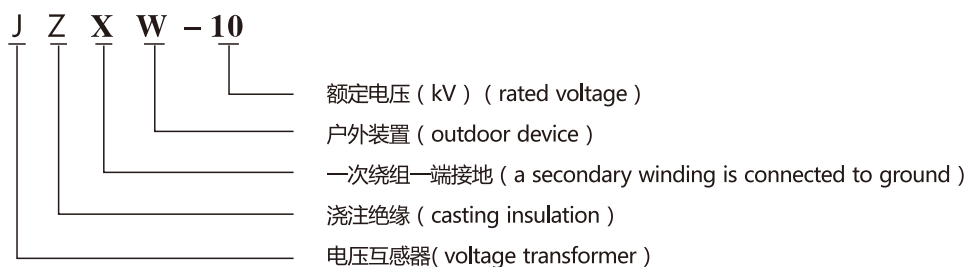 J Z X W – 10
额定电压 ( kV ) ( rated voltage )
户外装置 ( outdoor device )
一次绕组一端接地 ( a secondary winding is connected to ground )
浇注绝缘 ( casting insulation )
电压互感器( voltage transformer )